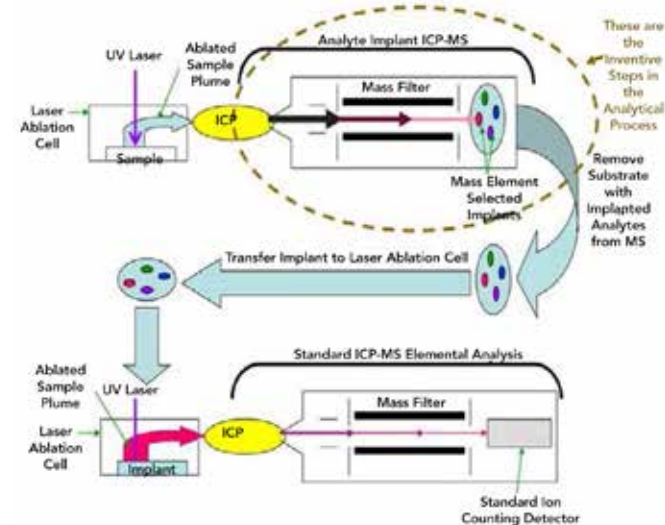 These are
the
Inventive
Steps in
the
Analytical
Process
Analyte Implant ICP-MS
UV Laser
Ablated
Sample
Plume
Laser
Ablation
Cell
Sample
ICP
Mass Filter
Mass Element
Selected
Implants
Remove
Substrate
with
Implapted
Analytes
from MS
Transfer Implant to Laser Ablation Cell
Standard ICP-MS Elemental Analysis
Ablated
Sample
Plume
UV Laser
Laser
Ablation
Cell
Implant
ICP
Mass Filter
Standard Ion
Counting Detector